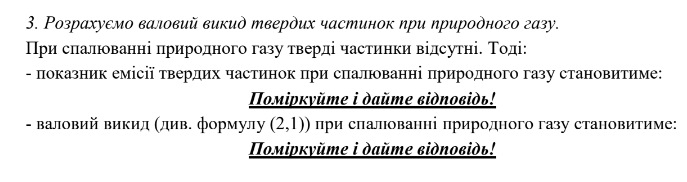 3. Розрахуємо валовий викид твердих частинок при природного газу.
При спалюванні природного газу тверді частинки відсутні. Тоді:
- показник емісії твердих частинок при спалюванні природного газу становитиме:
Поміркуйте і дайте відповідь!
- валовий викид (див. формулу (2,1)) при спалюванні природного газу становитиме:
Поміркуйте і дайте відповідь!